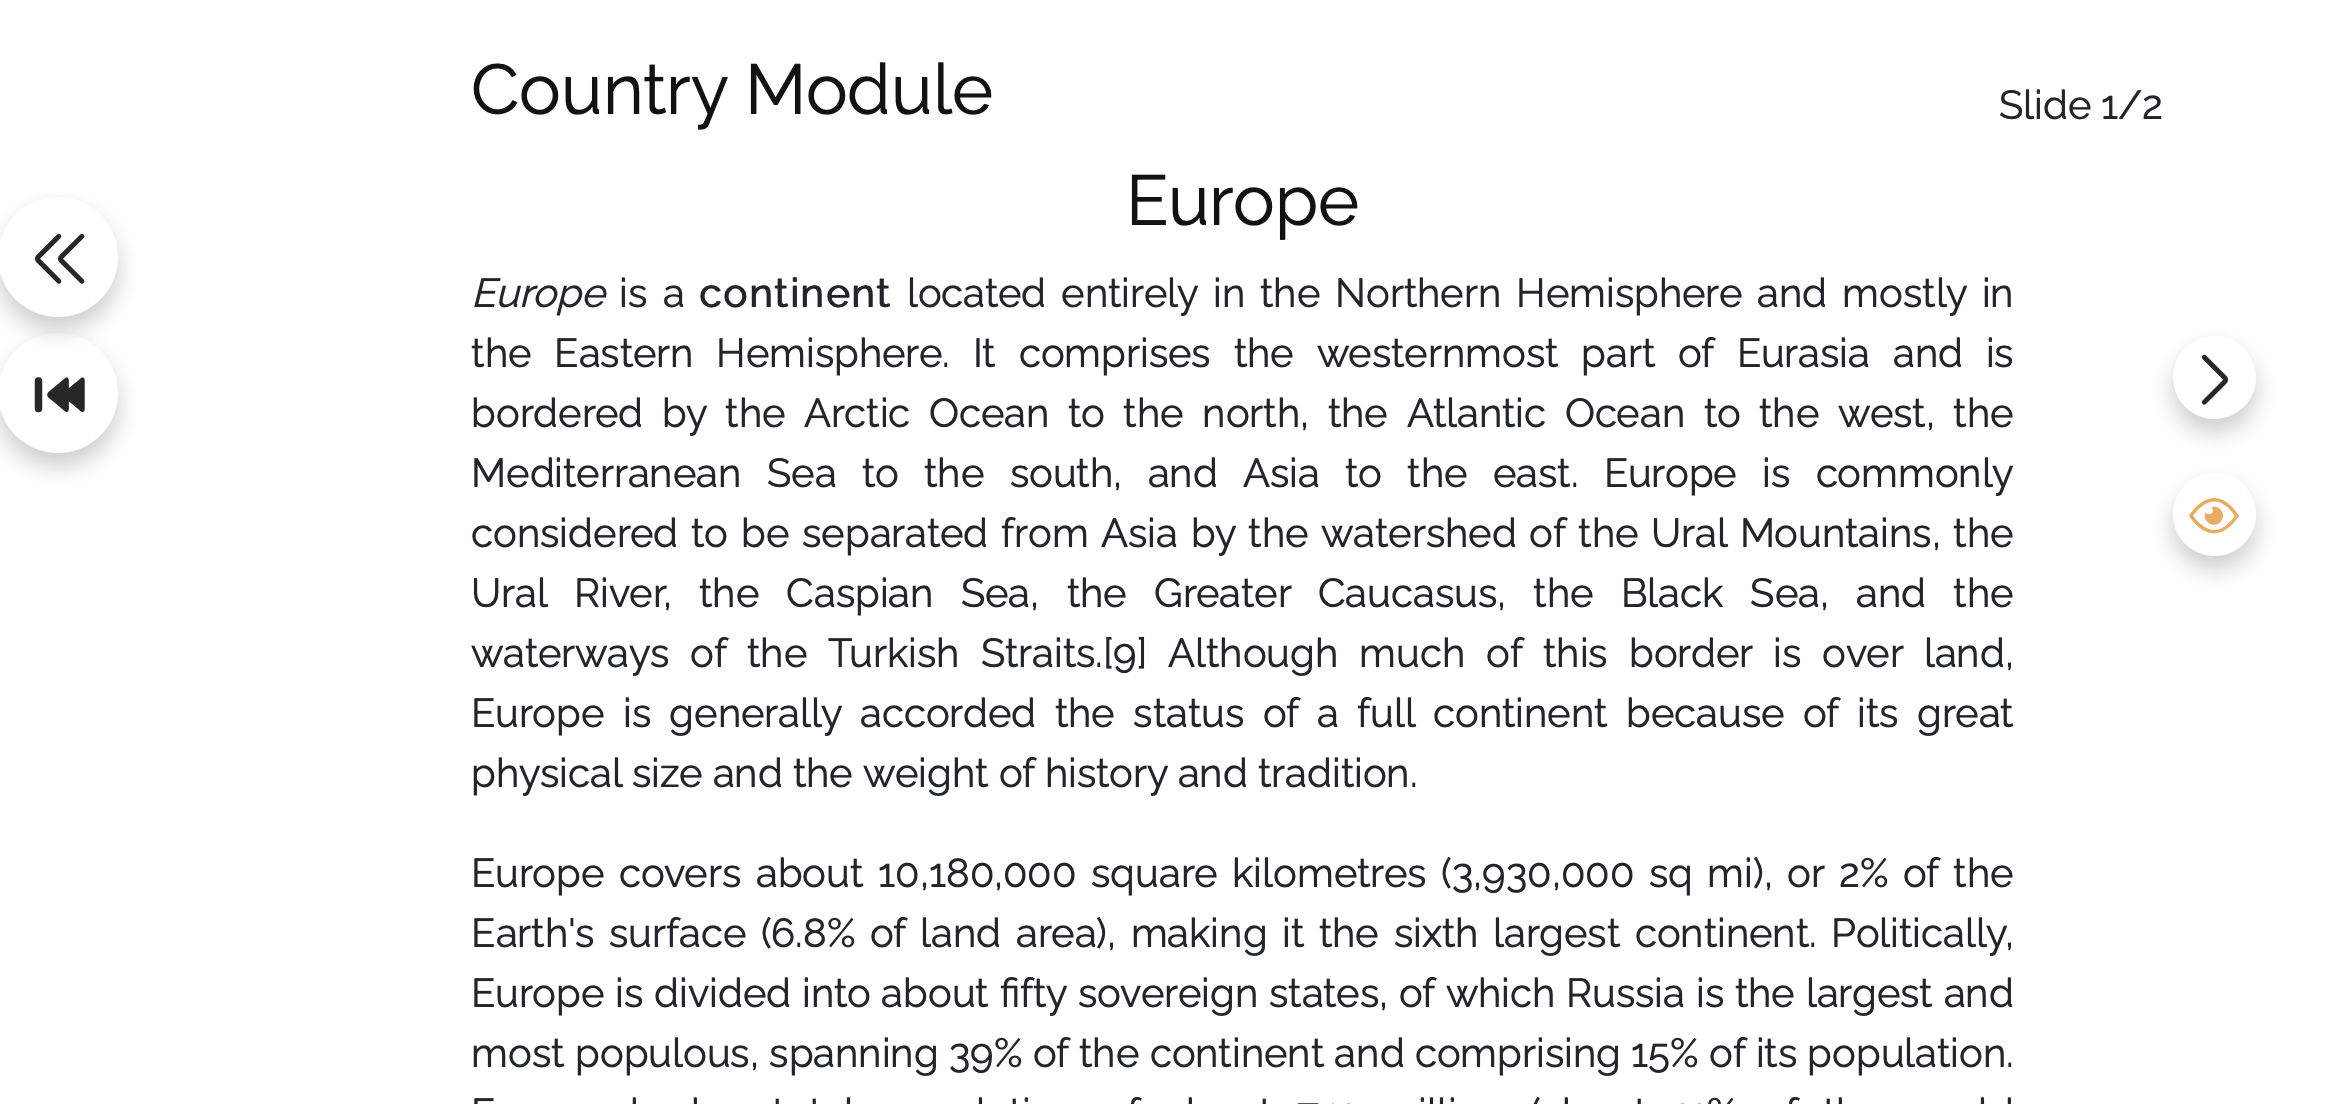 Country Module
Slide 1/2
Europe
Europe is a continent located entirely in the Northern Hemisphere and mostly in
the Eastern Hemisphere. It comprises the westernmost part of Eurasia and is
bordered by the Arctic Ocean to the north, the Atlantic Ocean to the west, the
Mediterranean Sea to the south, and Asia to the east. Europe is commonly
considered to be separated from Asia by the watershed of the Ural Mountains, the
Ural River, the Caspian Sea, the Greater Caucasus, the Black Sea, and the
waterways of the Turkish Straits.[9] Although much of this border is over land,
Europe is generally accorded the status of a full continent because of its great
physical size and the weight of history and tradition.
Europe covers about 10,180,000 square kilometres (3,930,000 sq mi), or 2% of the
Earth's surface (6.8% of land area), making it the sixth largest continent. Politically,
Europe is divided into about fifty sovereign states, of which Russia is the largest and
most populous, spanning 39% of the continent and comprising 15% of its population.